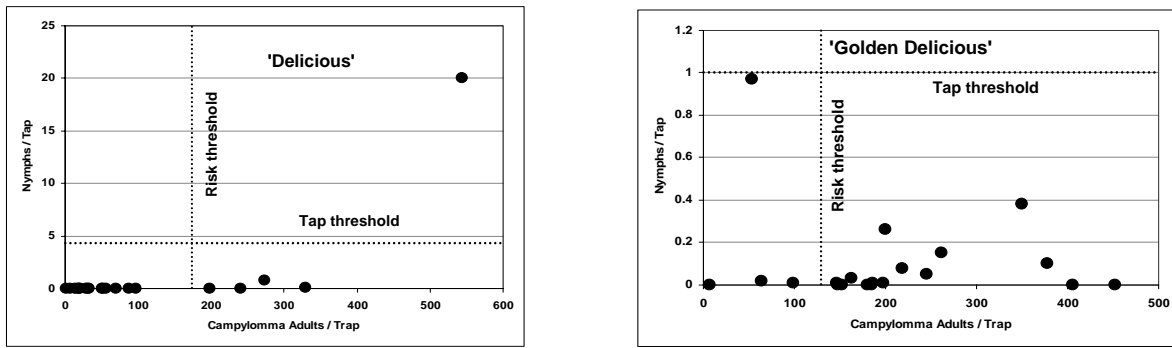 'Delicious'
25
20
15
10
5
0
Nymphs / Tap
Risk threshold
Tap threshold
0 100 200 300 400 500 600
Campylomma Adults / Trap
'Golden Delicious'
1.2
1
0.8
0.6
0.4
0.2
0
Nymphs / Tap
Tap threshold
Risk threshold
0 100 200 300 400 500
Campylomma Adults / Trap